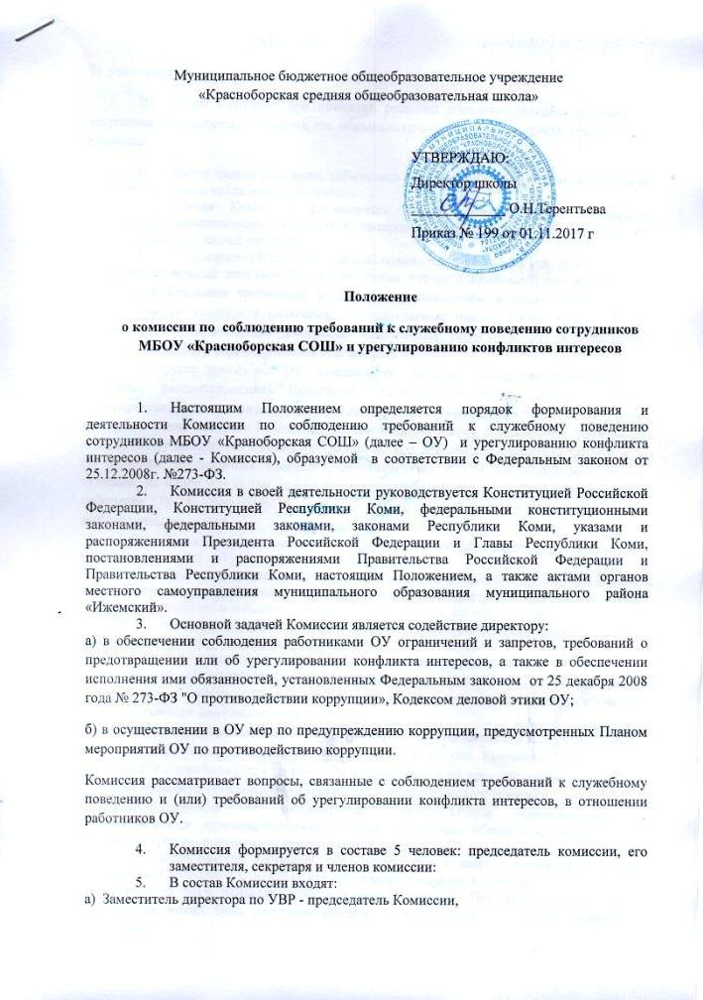 Муниципальное бюджетное общеобразовательное учреждение
«Красноборская средняя общеобразовательная школа»
УТВЕРЖДАЮ:
Директор школы
О.Н.Терентьева
Приказ № 199 от 01.11.2017 г
Положение
о комиссии по соблюдению требований к служебному поведению сотрудников
МБОУ «Красноборская СОШ» и урегулированию конфликтов интересов
1. Настоящим Положением определяется порядок формирования и
деятельности Комиссии по соблюдению требований к служебному поведению
сотрудников МБОУ «Краноборская СОШ» (далее – ОУ) и урегулированию конфликта
интересов (далее - Комиссия), образуемой в соответствии с Федеральным законом от
25.12.2008г. №273-ФЗ.
2. Комиссия в своей деятельности руководствуется Конституцией Российской
Федерации, Конституцией Республики Коми, федеральными конституционными
законами, федеральными законами, законами Республики Коми, указами и
распоряжениями Президента Российской Федерации и Главы Республики Коми,
постановлениями и распоряжениями Правительства Российской Федерации и
Правительства Республики Коми, настоящим Положением, а также актами органов
местного самоуправления муниципального образования муниципального района
«Ижемский».
3. Основной задачей Комиссии является содействие директору:
а) в обеспечении соблюдения работниками ОУ ограничений и запретов, требований о
предотвращении или об урегулировании конфликта интересов, а также в обеспечении
исполнения ими обязанностей, установленных Федеральным законом от 25 декабря 2008
года № 273-ФЗ "О противодействии коррупции», Кодексом деловой этики ОУ;
б) в осуществлении в ОУ мер по предупреждению коррупции, предусмотренных Планом
мероприятий ОУ по противодействию коррупции.
Комиссия рассматривает вопросы, связанные с соблюдением требований к служебному
поведению и (или) требований об урегулировании конфликта интересов, в отношении
работников ОУ.
4. Комиссия формируется в составе 5 человек: председатель комиссии, его
заместителя, секретаря и членов комиссии:
5. В состав Комиссии входят:
а) Заместитель директора по УВР - председатель Комиссии,